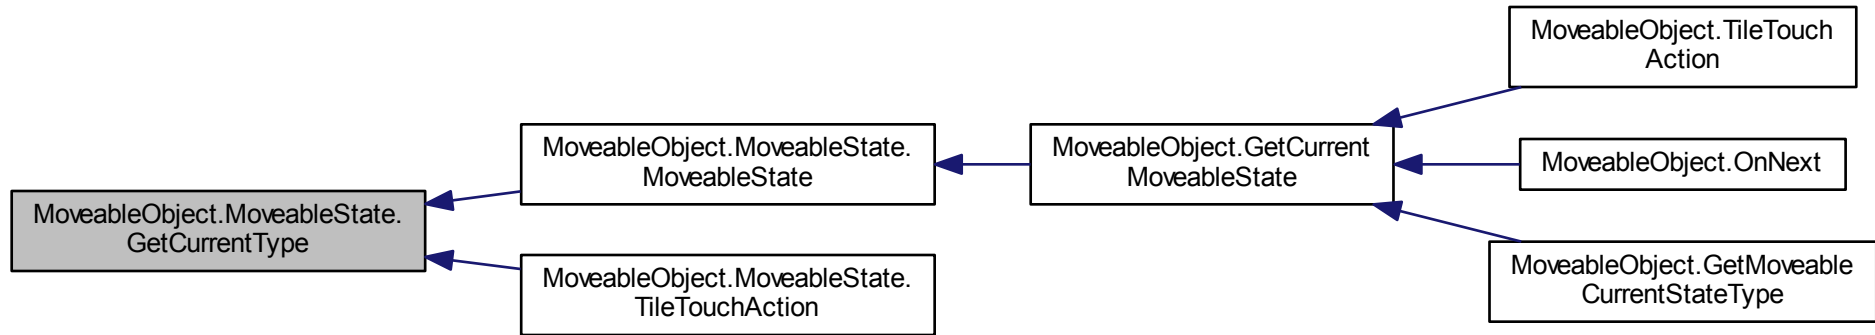 MoveableObject.TileTouch
Action
MoveableObject.MoveableState.
MoveableState
MoveableObject.GetCurrent
MoveableState
MoveableObject.OnNext
MoveableObject.MoveableState.
GetCurrentType
MoveableObject.MoveableState.
TileTouchAction
MoveableObject.GetMoveable
CurrentStateType